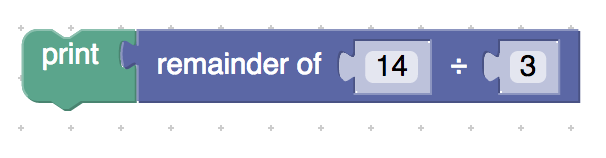 print remainder of 14 ÷ 3